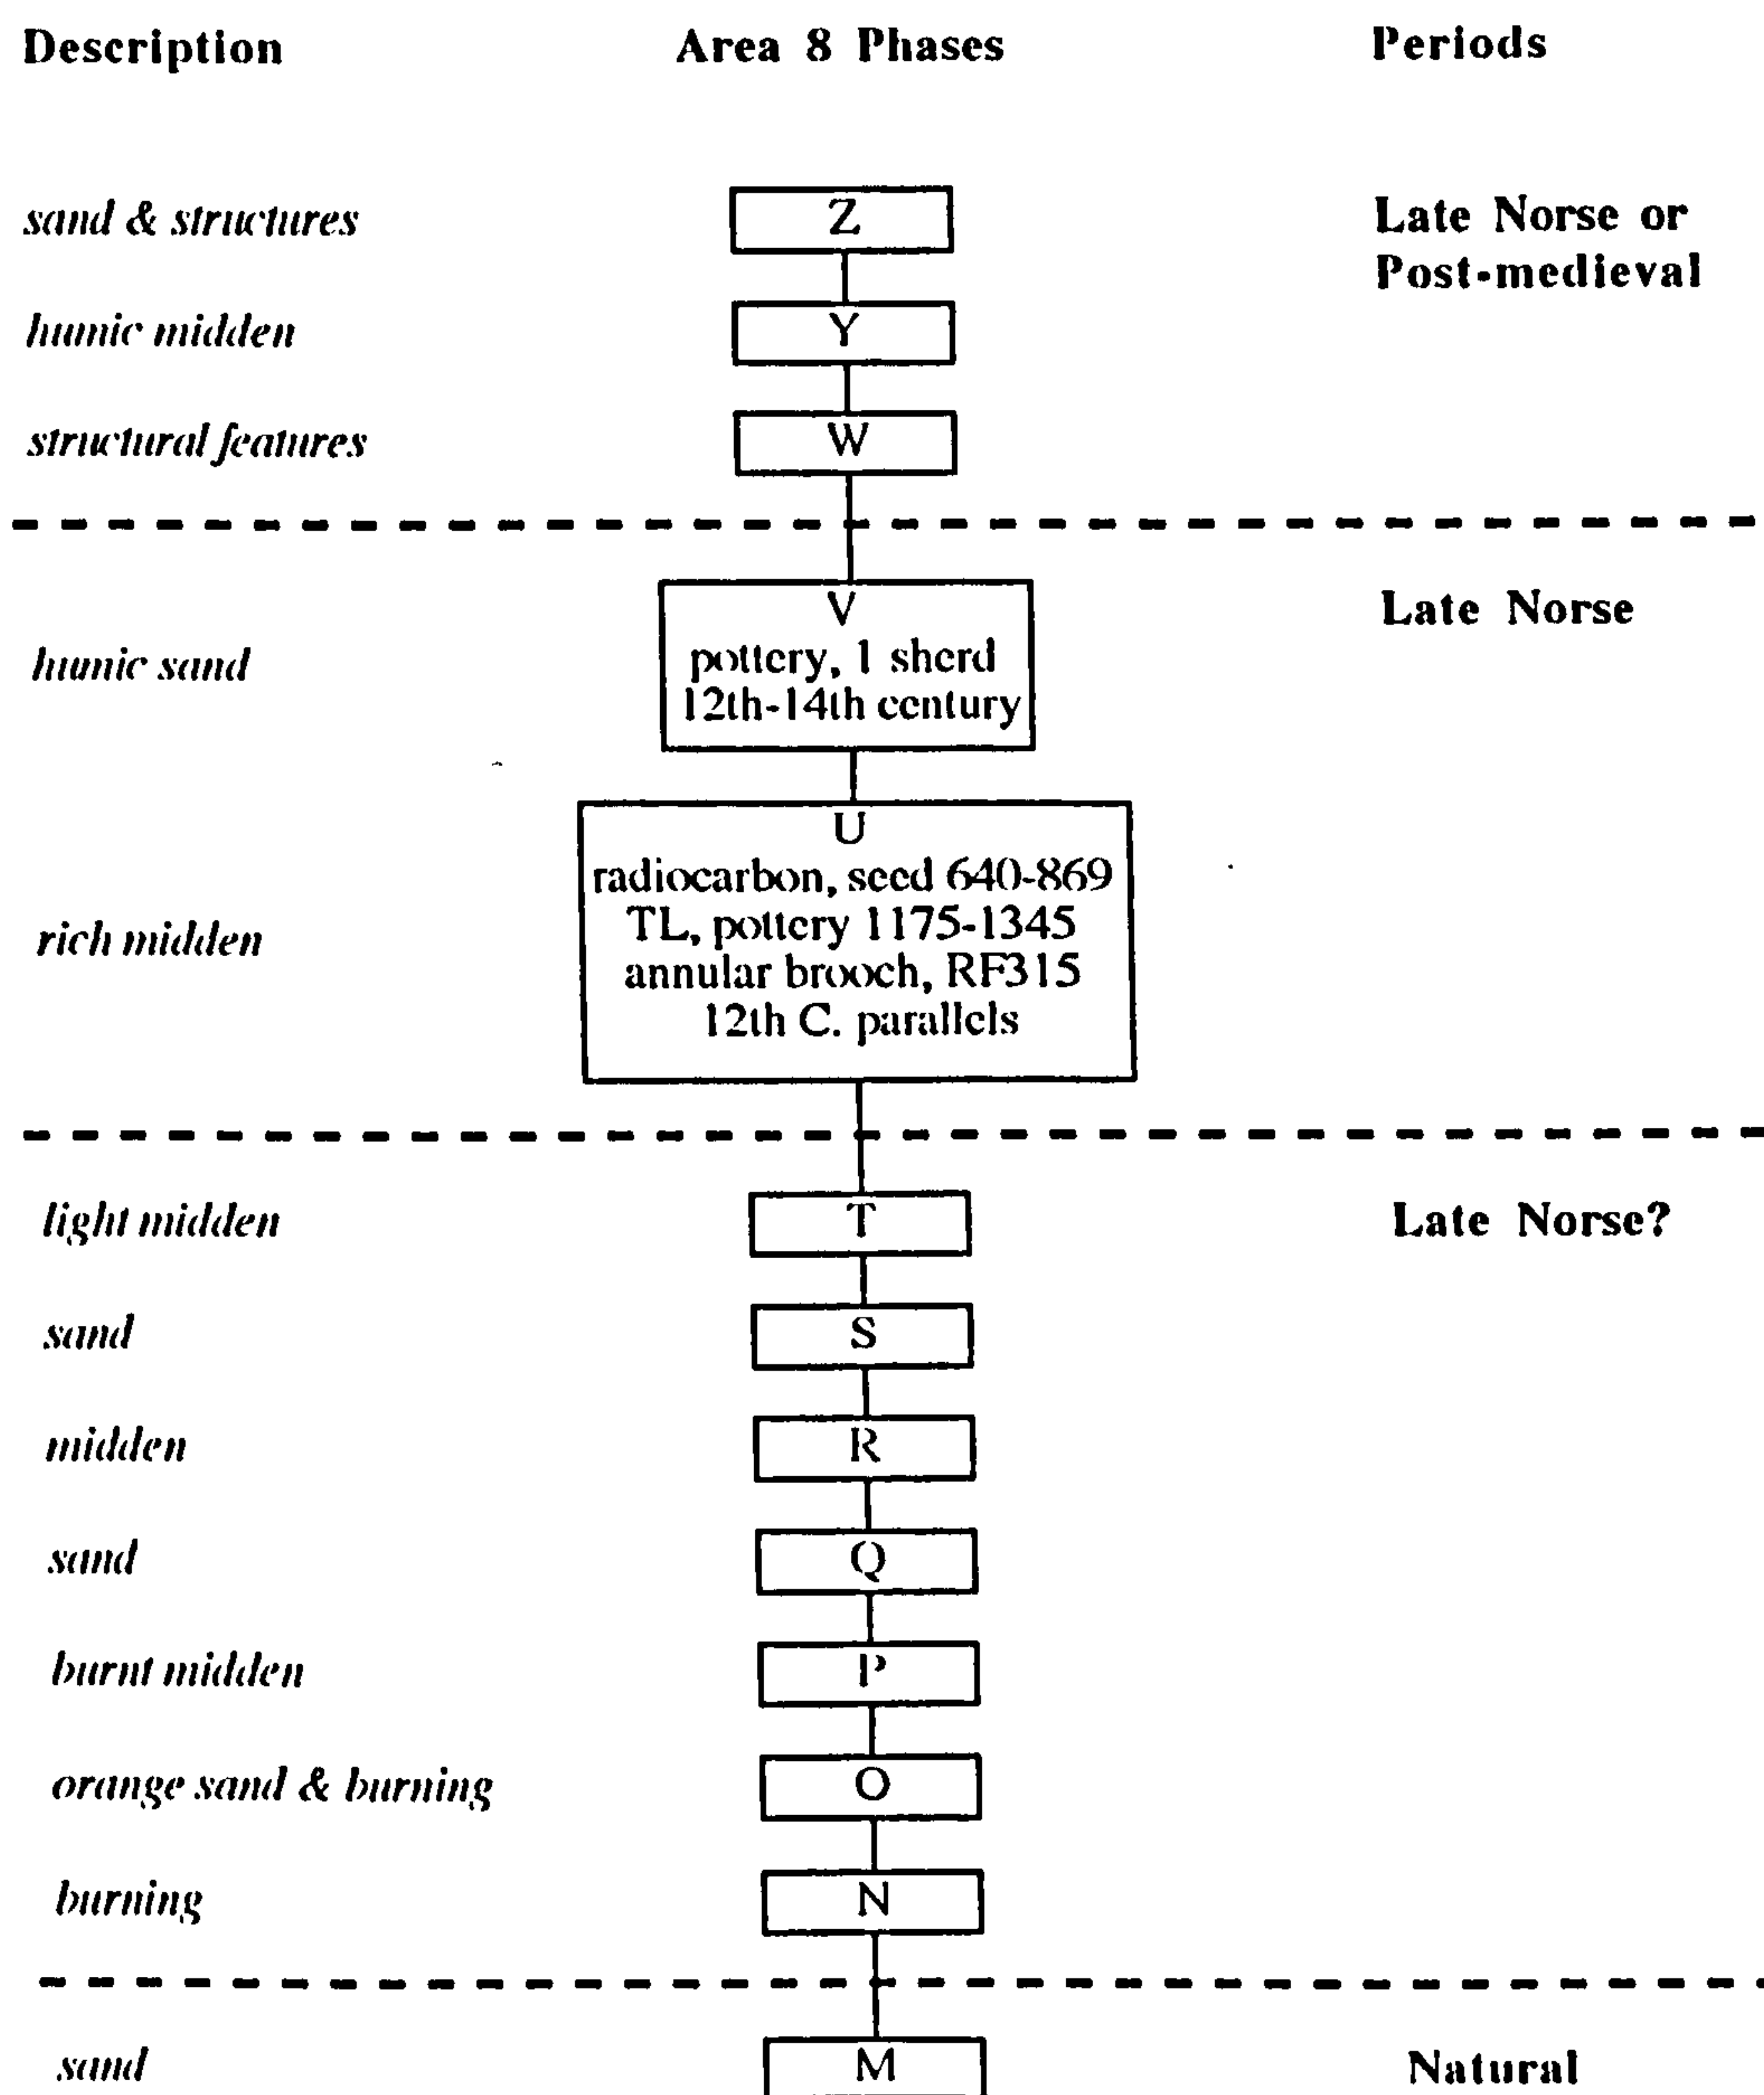 Description Area 8 Phases Periods
sand & structures Z Late Norse or
Post-medieval
humic midden Y
structural features W
V Late Norse
humic sand pottery, 1 sherd
12th-14th century
U
radiocarbon, seed 640-869
rich midden TL, pottery 1175-1345
annular brooch, RF315
12th C. parallels
light midden T Late Norse?
sand S
midden R
sand Q
burnt midden P
orange sand & burning O
burning N
sand M Natural